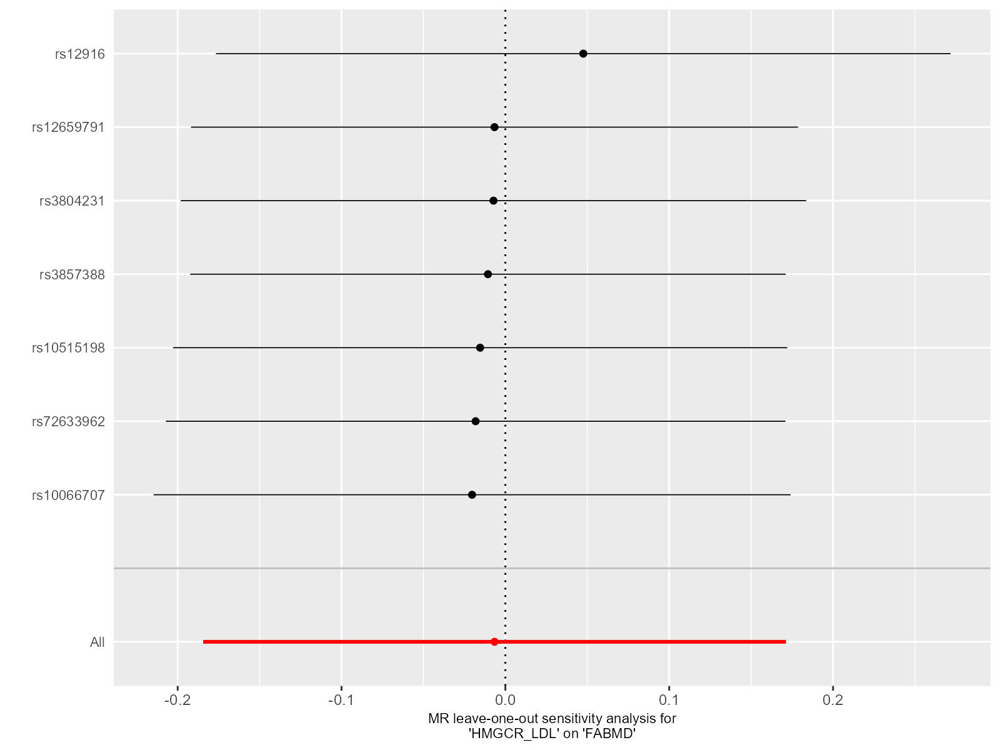 rs12916
rs12659791
rs3804231
rs3857388
rs10515198
rs72633962
rs10066707
All
-0.2 -0.1 0.0 0.1 0.2
MR leave-one-out sensitivity analysis for
'HMGCR_LDL' on 'FABMD'